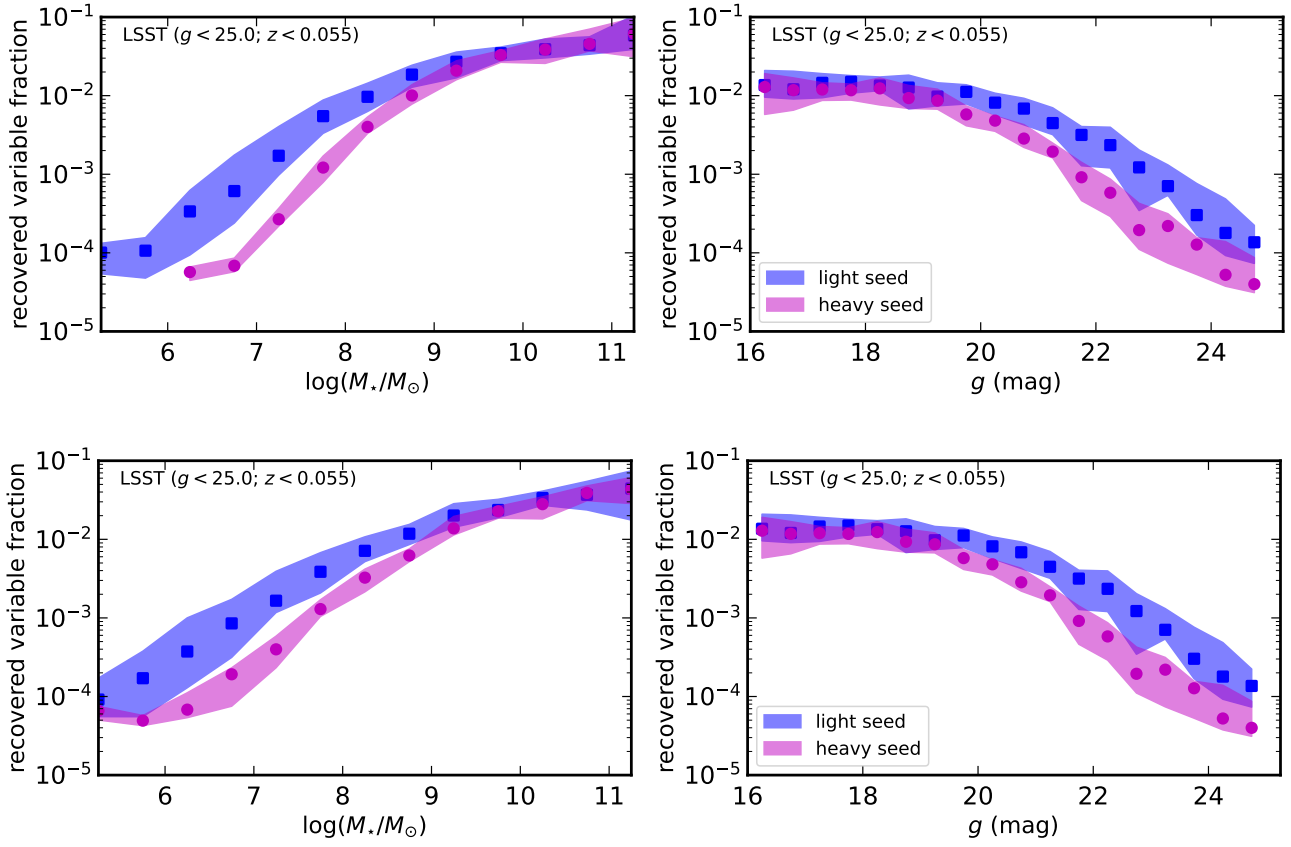 LSST (g < 25.0; z < 0.055)
recovered variable fraction
10⁻¹
10⁻²
10⁻³
10⁻⁴
10⁻⁵
6 7 8 9 10 11
log(M⋆/M⊙)
LSST (g < 25.0; z < 0.055)
recovered variable fraction
10⁻¹
10⁻²
10⁻³
10⁻⁴
10⁻⁵
light seed
heavy seed
16 18 20 22 24
g (mag)
LSST (g < 25.0; z < 0.055)
recovered variable fraction
10⁻¹
10⁻²
10⁻³
10⁻⁴
10⁻⁵
6 7 8 9 10 11
log(M⋆/M⊙)
LSST (g < 25.0; z < 0.055)
recovered variable fraction
10⁻¹
10⁻²
10⁻³
10⁻⁴
10⁻⁵
light seed
heavy seed
16 18 20 22 24
g (mag)